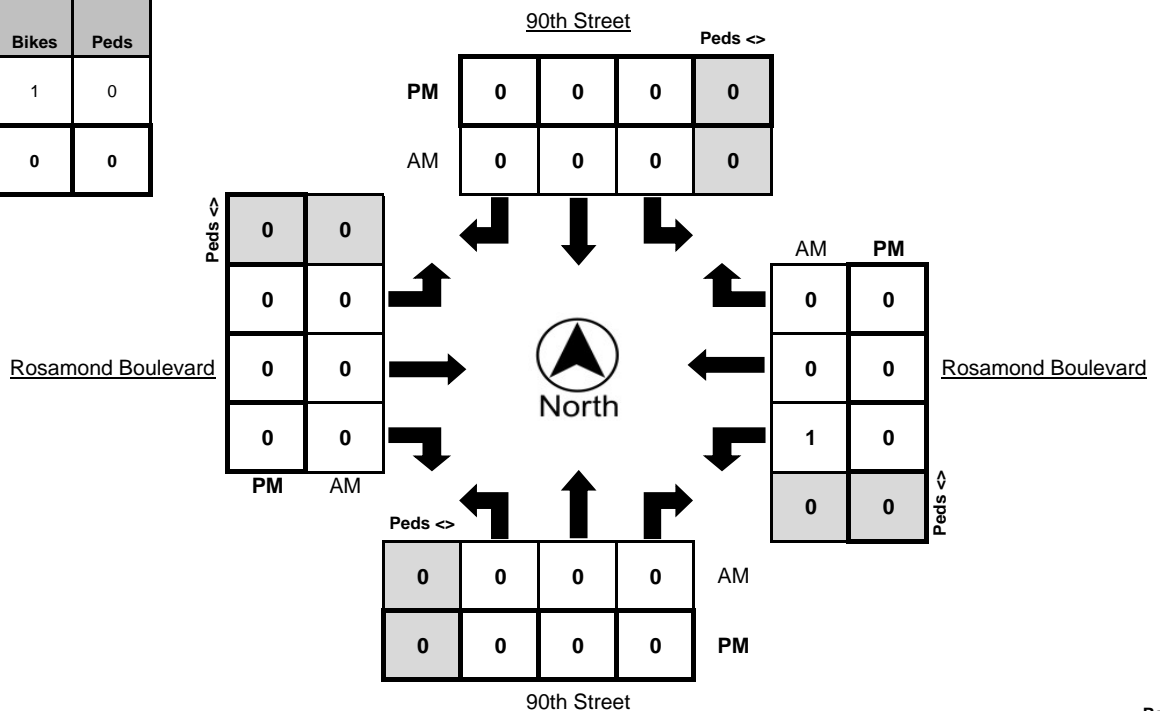 90th Street
Bikes Peds
Peds <>
1 0
PM 0 0 0 0
0 0
AM 0 0 0 0
Peds <>
0 0
AM PM
0 0
0 0
Rosamond Boulevard
0 0
North
0 0
Rosamond Boulevard
0 0
1 0
PM AM
0 0
Peds <>
Peds <>
0 0 0 0 AM
0 0 0 0 PM
90th Street